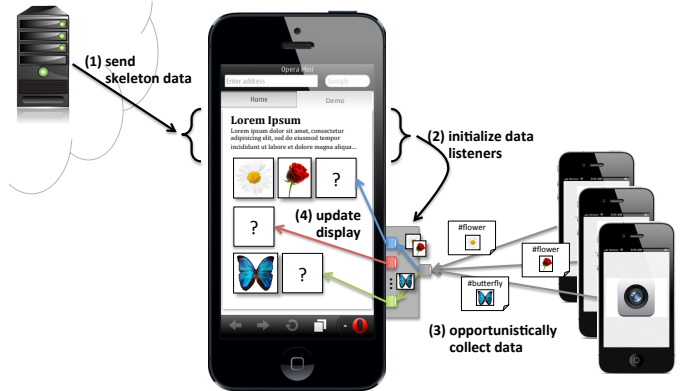 (1) send
skeleton data
Opera Mini
Enter address
Google
Home
Demo
Lorem Ipsum
Lorem ipsum dolor sit amet, consectetur
adipisicing elit, sed do eiusmod tempor
incididunt ut labore et dolore magna aliqua...
?
(4) update
display
?
?
(2) initialize data
listeners
#flower
#flower
#butterfly
(3) opportunistically
collect data